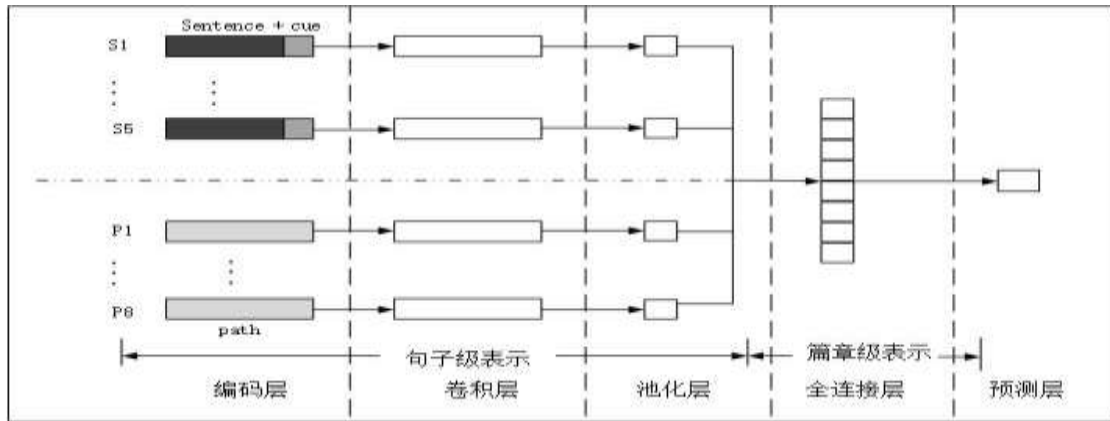 Sentence + cue
S1
S5
P1
P8
path
句子级表示
篇章级表示
编码层
卷积层
池化层
全连接层
预测层